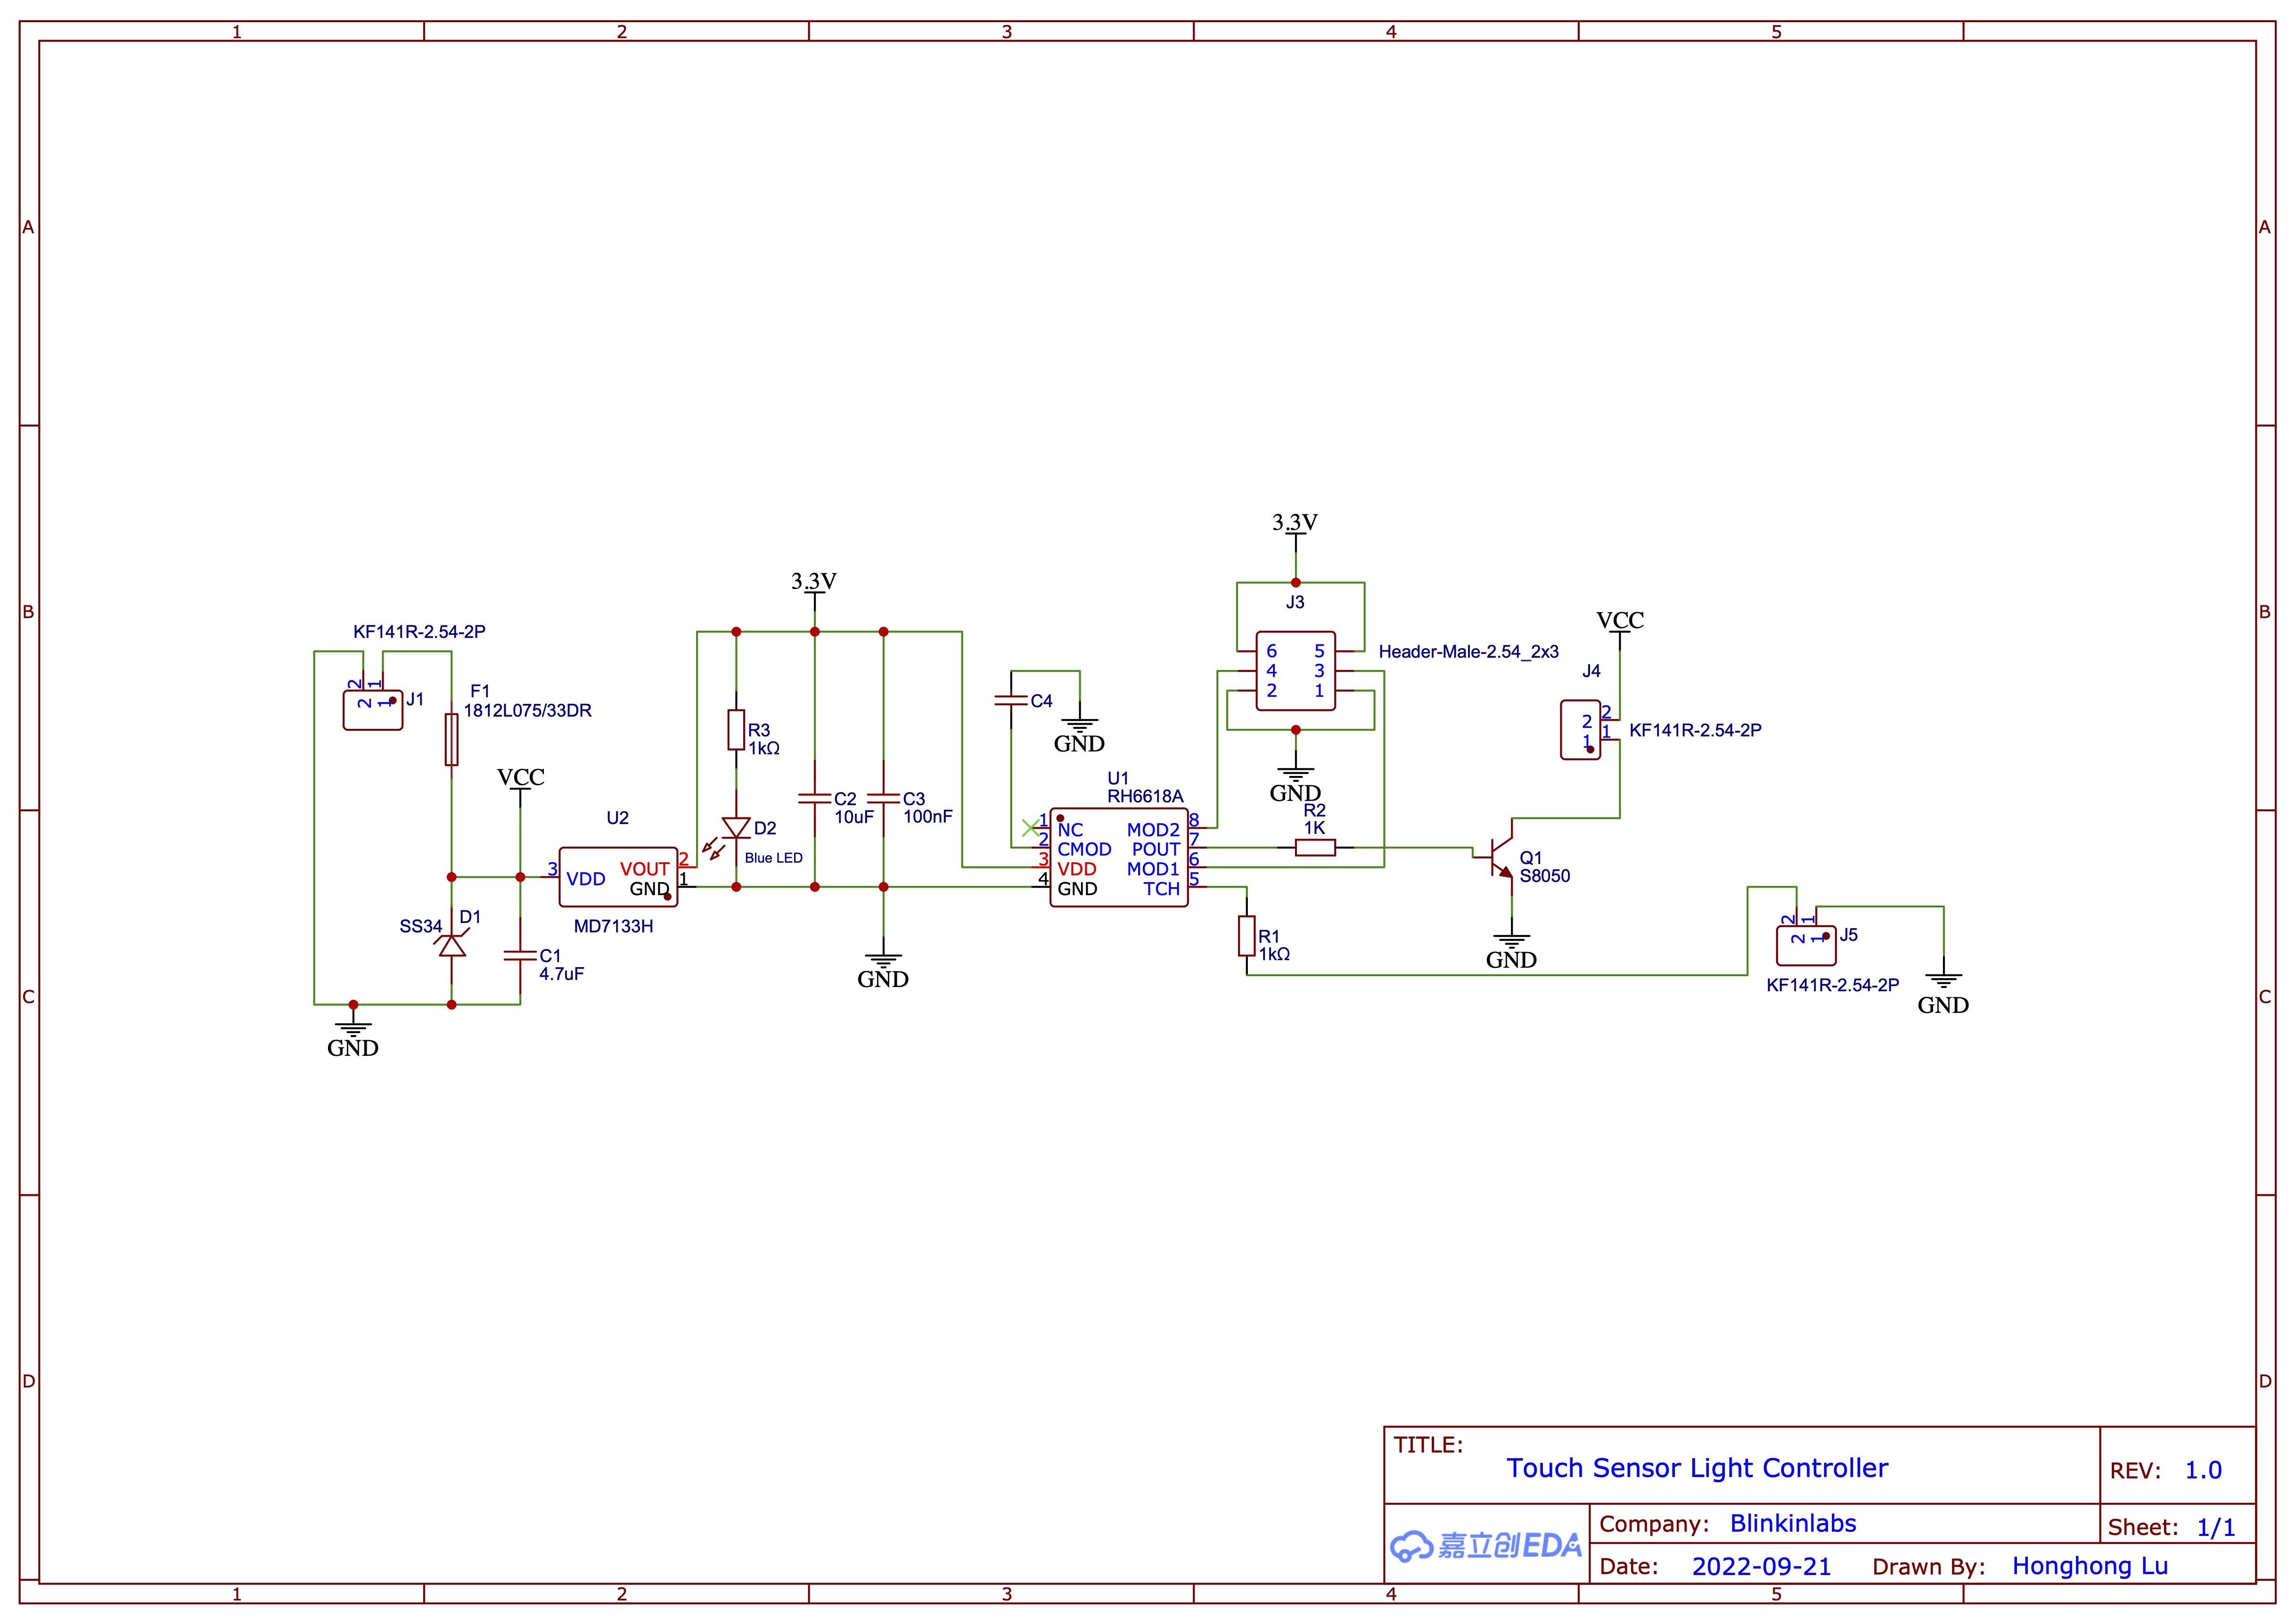 1 2 3 4 5
A A
B B
C C
D D
3.3V
J3
6 5
4 3
2 1
Header-Male-2.54_2x3
GND
3.3V
VCC
J4
2 2
1 1
KF141R-2.54-2P
KF141R-2.54-2P
2 1
2 1
J1
F1
1812L075/33DR
VCC
R3
1kΩ
C4
GND
U2
3 VDD
VOUT 2
GND 1
MD7133H
D2
Blue LED
C2
10uF
C3
100nF
U1
RH6618A
1 NC MOD2 8
2 CMOD POUT 7
3 VDD MOD1 6
4 GND TCH 5
R2
1K
Q1
S8050
GND
SS34
D1
C1
4.7uF
GND
GND
R1
1kΩ
2 1
2 1
J5
KF141R-2.54-2P
GND
TITLE:
Touch Sensor Light Controller
REV: 1.0
嘉立创EDA
Company: Blinkinlabs
Sheet: 1/1
Date: 2022-09-21 Drawn By: Honghong Lu
1 2 3 4 5